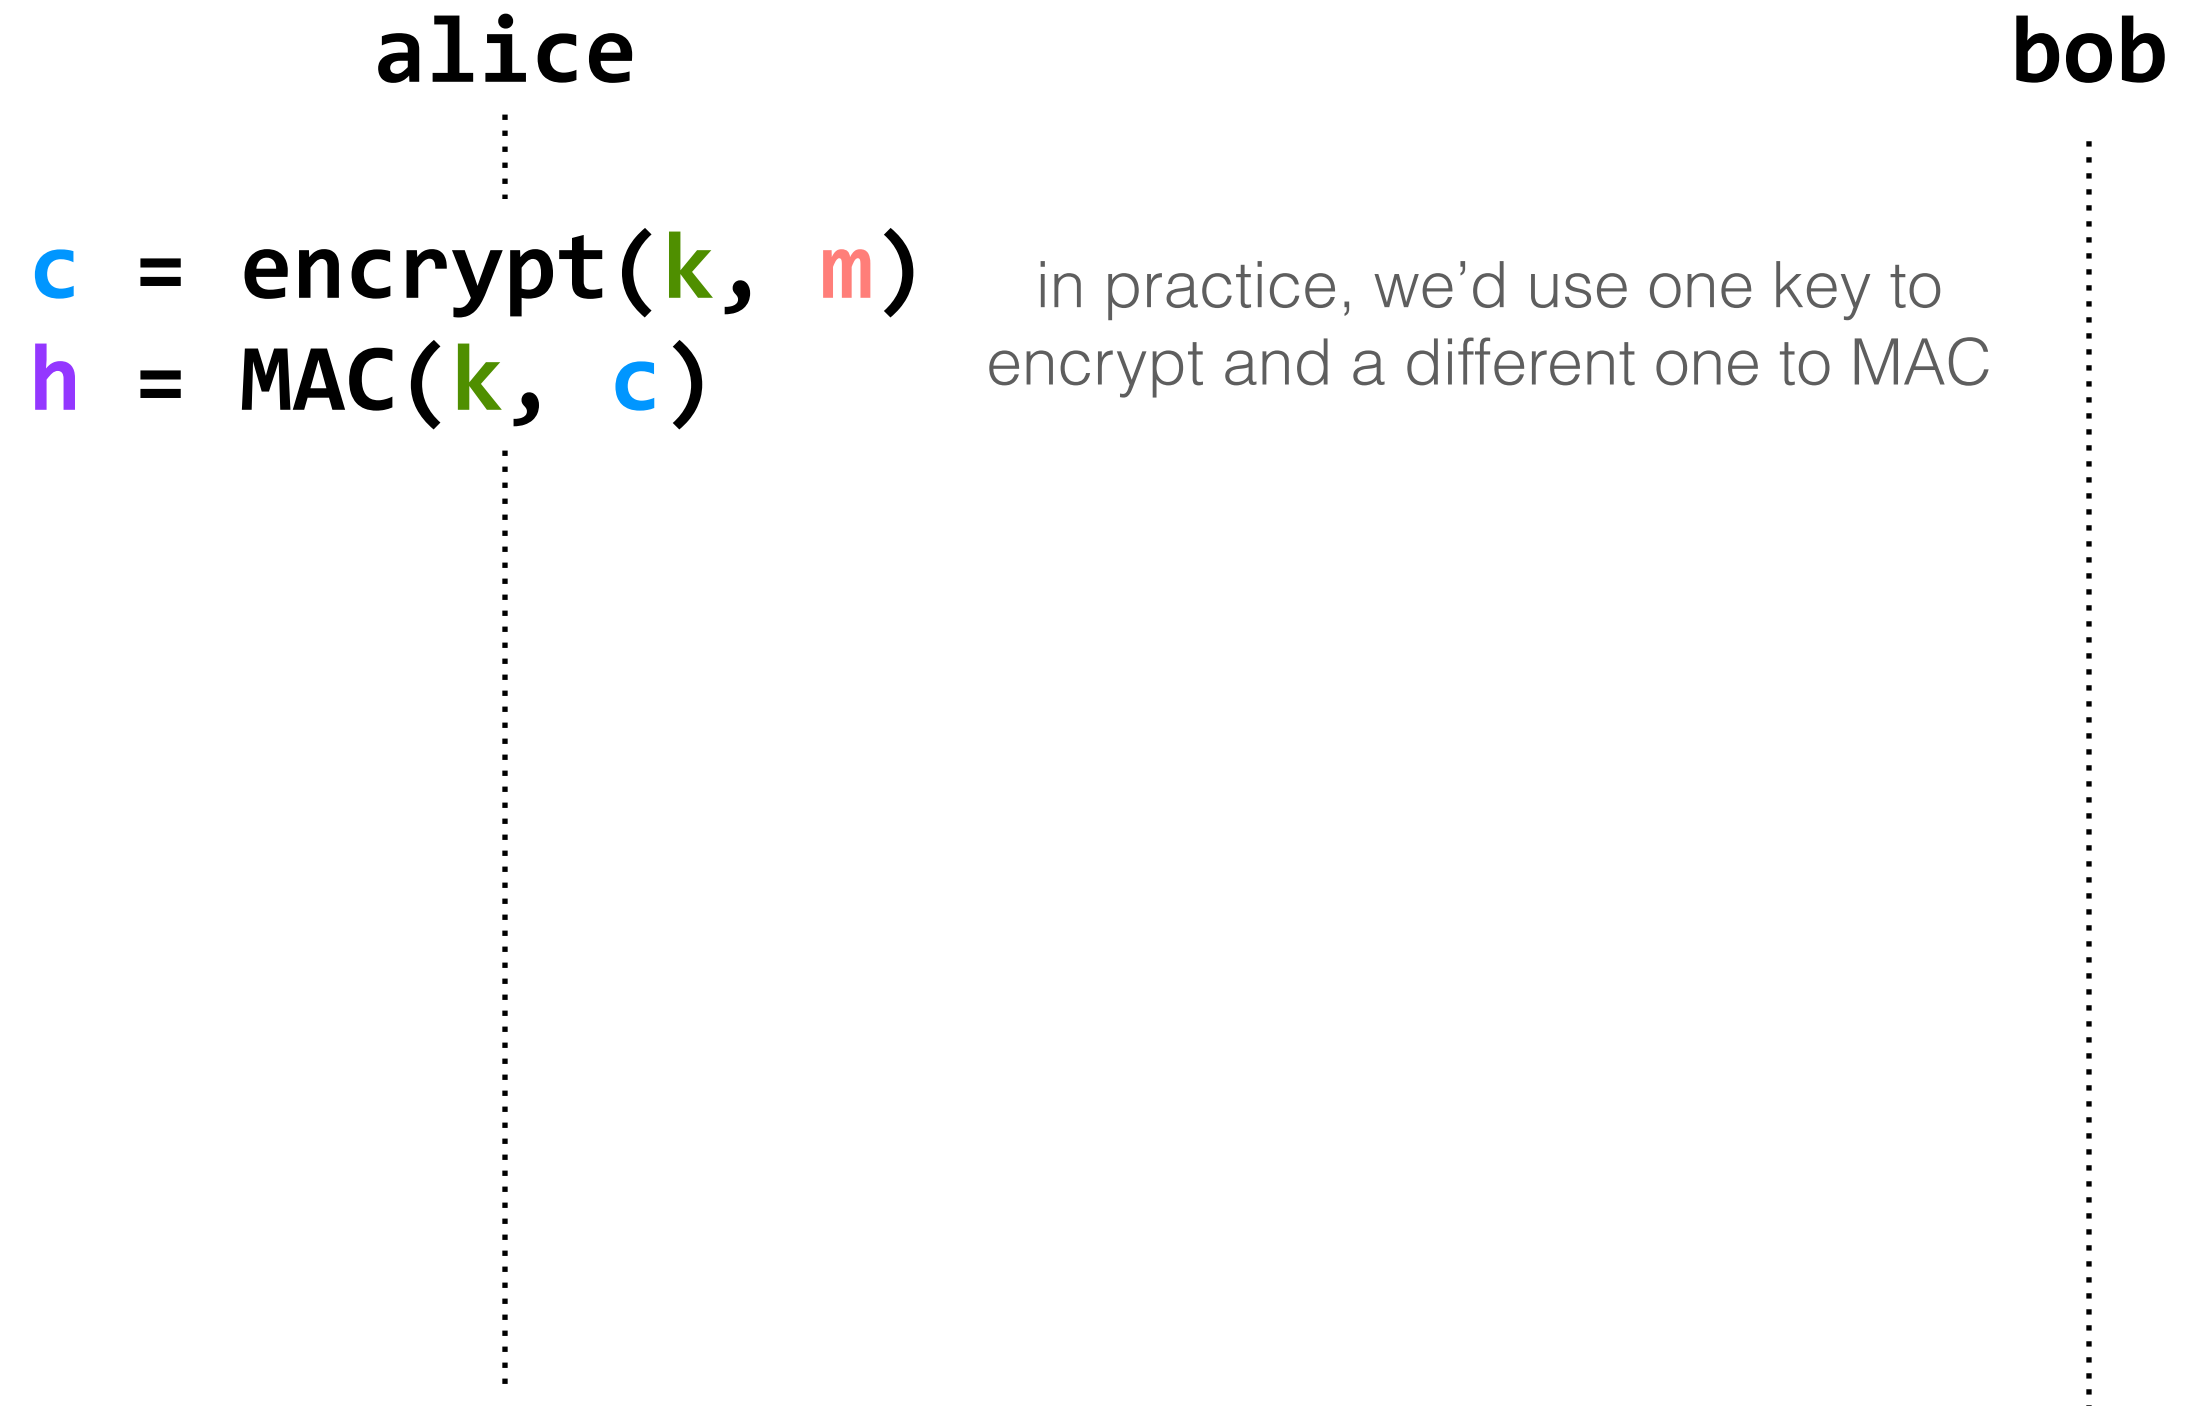 alice
bob
c = encrypt(k, m)
h = MAC(k, c)
in practice, we’d use one key to
encrypt and a different one to MAC